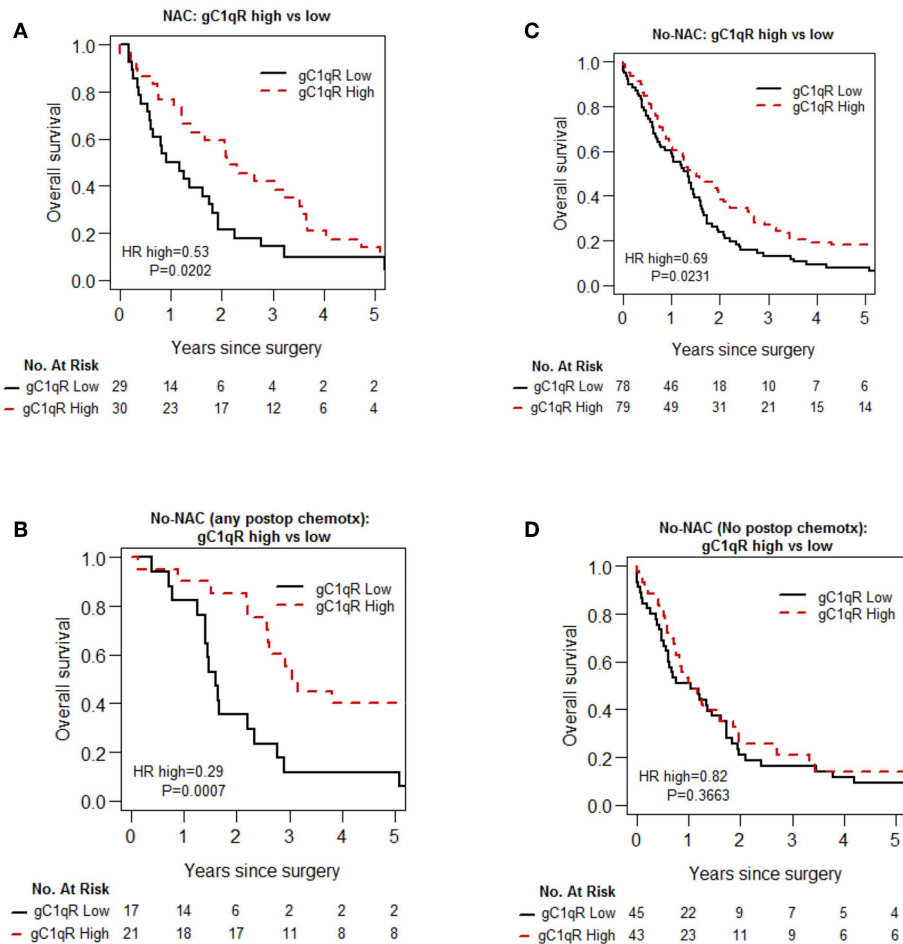 A
NAC: gC1qR high vs low
1.0
0.8
0.6
0.4
0.2
0.0
Overall survival
gC1qR Low
gC1qR High
HR high=0.53
P=0.0202
0 1 2 3 4 5
Years since surgery
No. At Risk
gC1qR Low 29 14 6 4 2 2
gC1qR High 30 23 17 12 6 4
C
No-NAC: gC1qR high vs low
1.0
0.8
0.6
0.4
0.2
0.0
Overall survival
gC1qR Low
gC1qR High
HR high=0.69
P=0.0231
0 1 2 3 4 5
Years since surgery
No. At Risk
gC1qR Low 78 46 18 10 7 6
gC1qR High 79 49 31 21 15 14
B
No-NAC (any postop chemotx):
gC1qR high vs low
1.0
0.8
0.6
0.4
0.2
0.0
Overall survival
gC1qR Low
gC1qR High
HR high=0.29
P=0.0007
0 1 2 3 4 5
Years since surgery
No. At Risk
gC1qR Low 17 14 6 2 2 2
gC1qR High 21 18 17 11 8 8
D
No-NAC (No postop chemotx):
gC1qR high vs low
1.0
0.8
0.6
0.4
0.2
0.0
Overall survival
gC1qR Low
gC1qR High
HR high=0.82
P=0.3663
0 1 2 3 4 5
Years since surgery
No. At Risk
gC1qR Low 45 22 9 7 5 4
gC1qR High 43 23 11 9 6 6